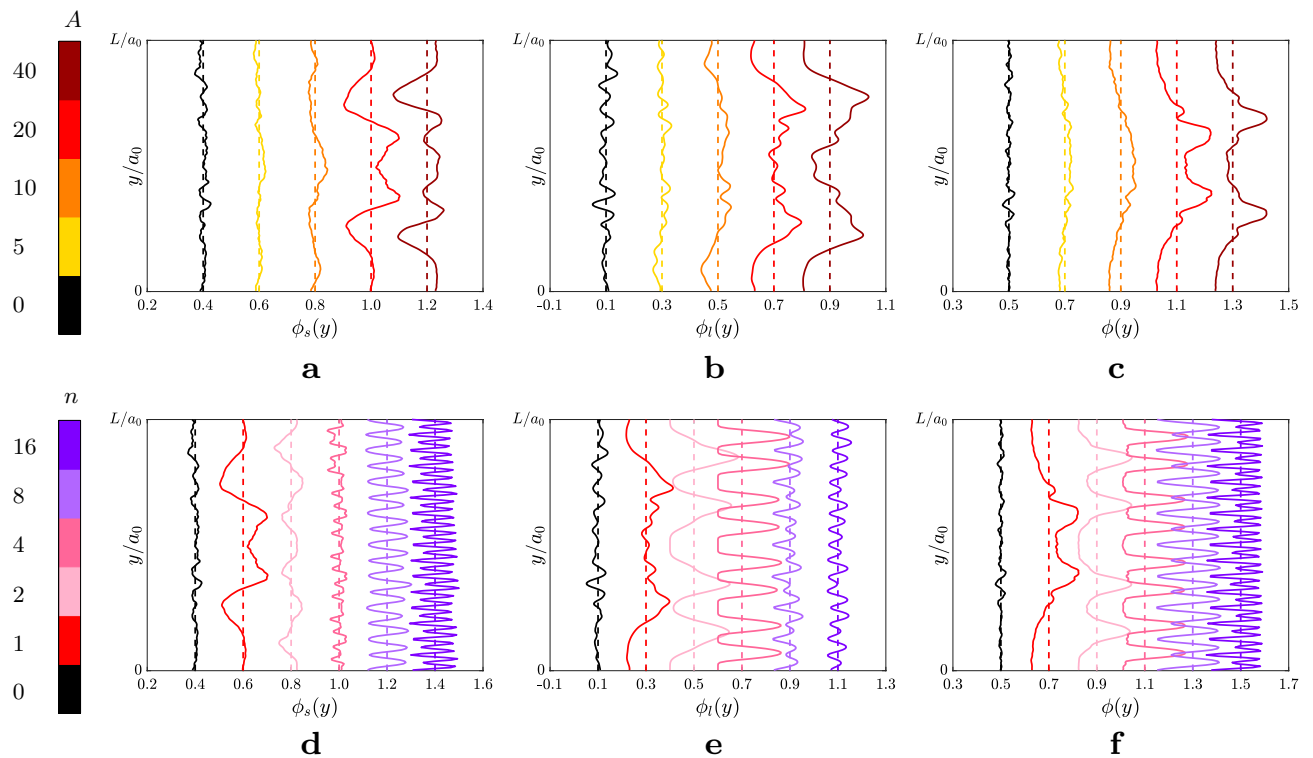 A
40
20
10
5
0
L/a₀
y/a₀
0
0.2 0.4 0.6 0.8 1.0 1.2 1.4
ϕₛ(y)
a
L/a₀
y/a₀
0
-0.1 0.1 0.3 0.5 0.7 0.9 1.1
ϕₗ(y)
b
L/a₀
y/a₀
0
0.3 0.5 0.7 0.9 1.1 1.3 1.5
ϕ(y)
c
n
16
8
4
2
1
0
L/a₀
y/a₀
0
0.2 0.4 0.6 0.8 1.0 1.2 1.4 1.6
ϕₛ(y)
d
L/a₀
y/a₀
0
-0.1 0.1 0.3 0.5 0.7 0.9 1.1 1.3
ϕₗ(y)
e
L/a₀
y/a₀
0
0.3 0.5 0.7 0.9 1.1 1.3 1.5 1.7
ϕ(y)
f